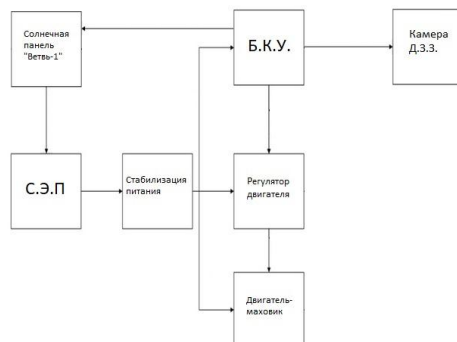 Солнечная
панель
"Ветвь-1"
Б.К.У.
Камера
Д.З.З.
С.Э.П
Стабилизация
питания
Регулятор
двигателя
Двигатель-
маховик